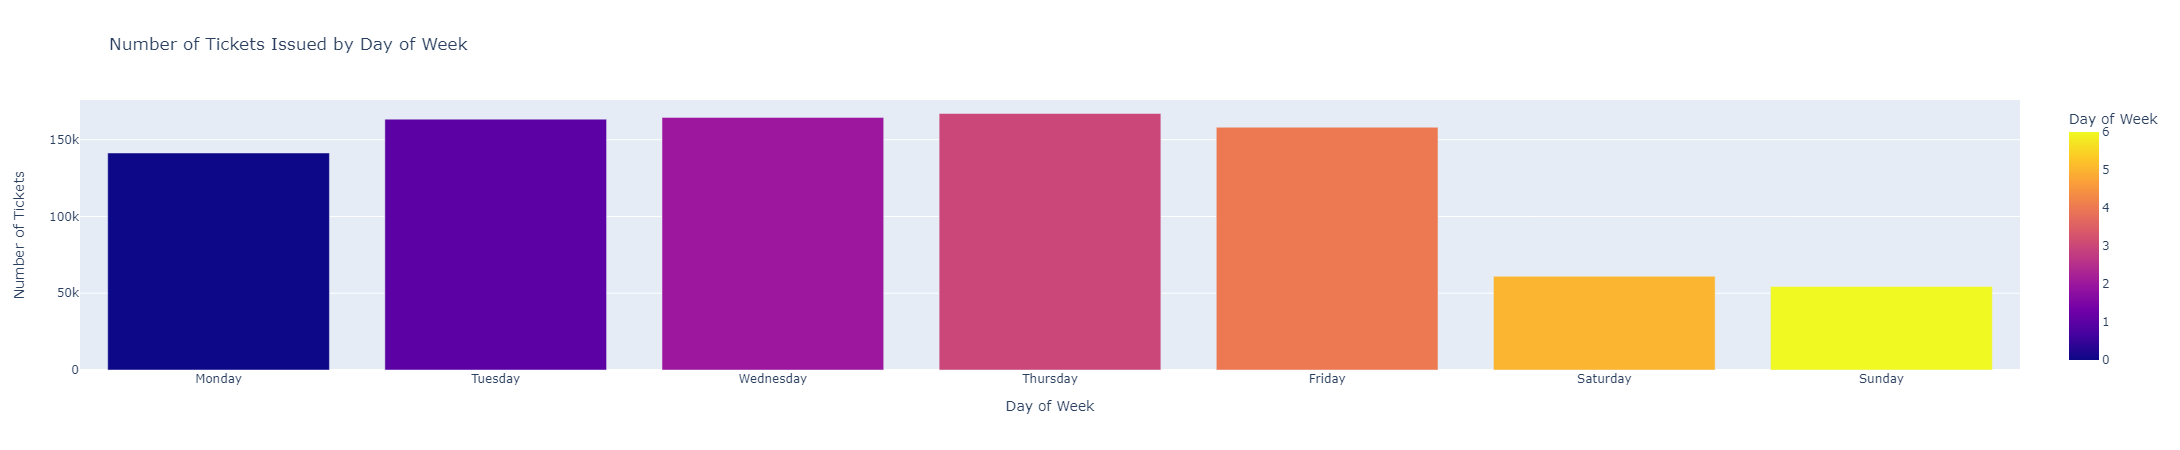 Number of Tickets Issued by Day of Week
Number of Tickets
150k
100k
50k
0
Monday Tuesday Wednesday Thursday Friday Saturday Sunday
Day of Week
Day of Week
6
5
4
3
2
1
0